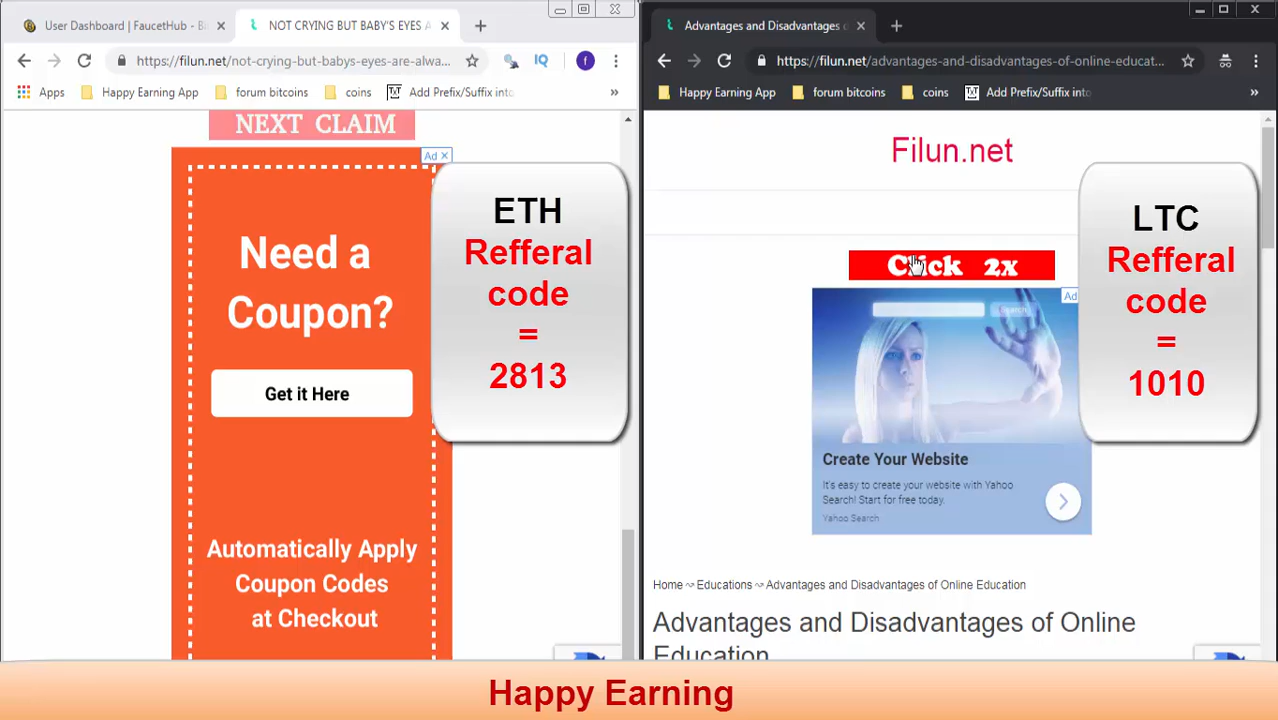 User Dashboard | FaucetHub - Bi
NOT CRYING BUT BABY'S EYES A
https://filun.net/not-crying-but-babys-eyes-are-alwa...
IQ
f
Apps
Happy Earning App
forum bitcoins
coins
Add Prefix/Suffix into
»
NEXT CLAIM
Ad
Need a
Coupon?
Get it Here
Automatically Apply
Coupon Codes
at Checkout
ETH
Refferal
code
=
2813
Advantages and Disadvantages o
https://filun.net/advantages-and-disadvantages-of-online-educat...
Happy Earning App
forum bitcoins
coins
Add Prefix/Suffix into
»
Filun.net
Click 2x
Ad
Search
Create Your Website
It's easy to create your website with Yahoo
Search! Start for free today.
Yahoo Search
LTC
Refferal
code
=
1010
Home ~> Educations ~> Advantages and Disadvantages of Online Education
Advantages and Disadvantages of Online
Education
Happy Earning